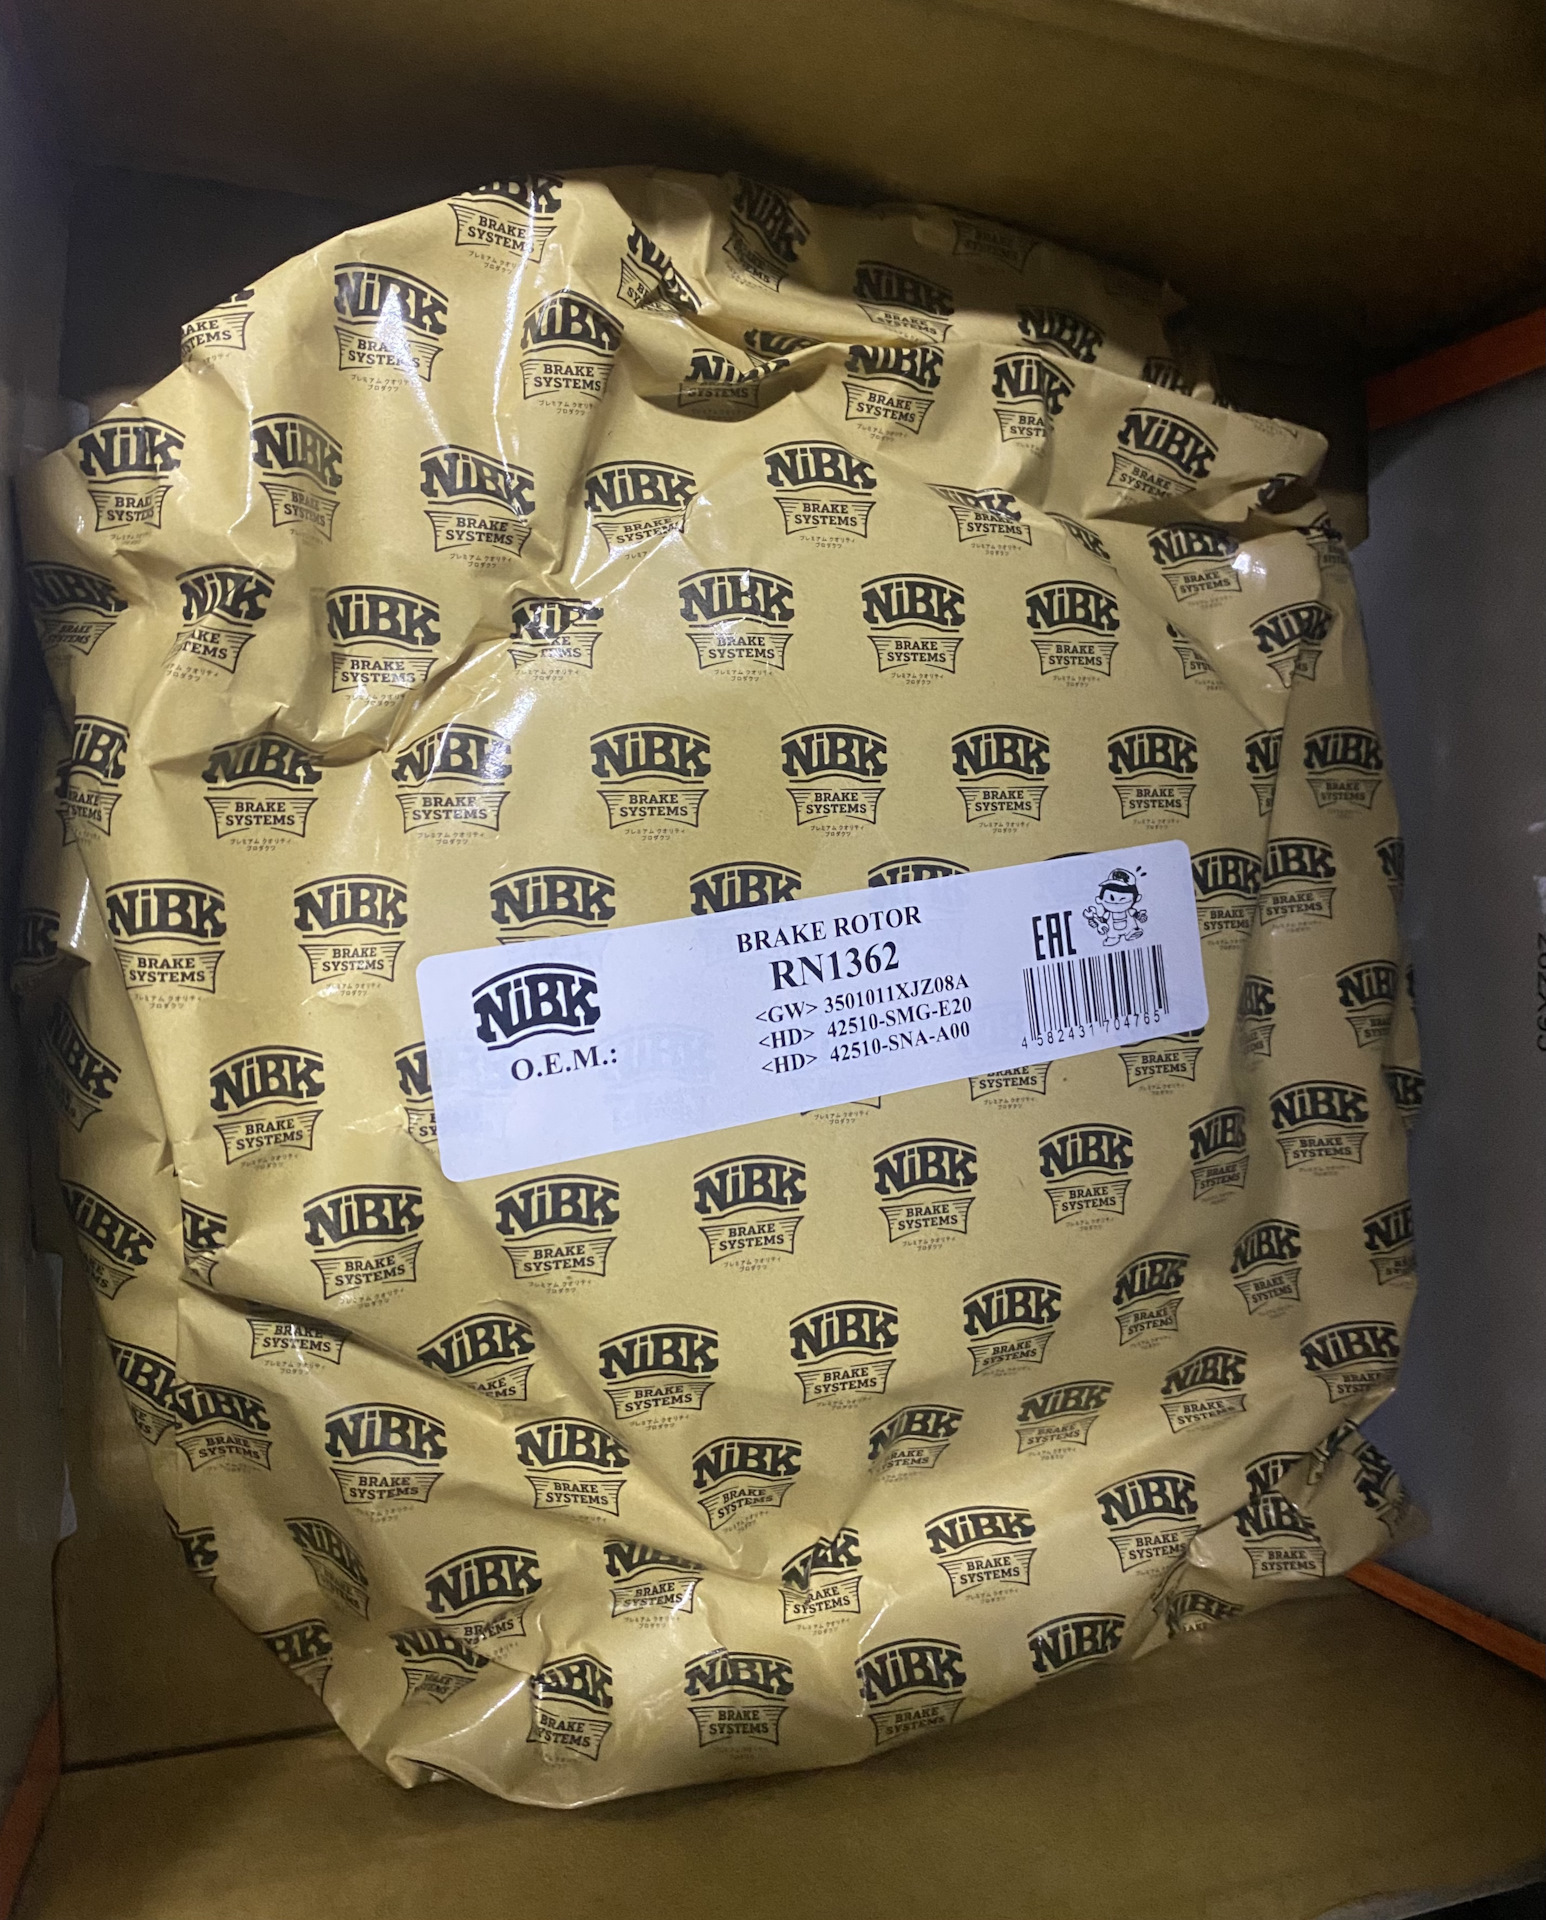 NiBK
O.E.M.:
BRAKE ROTOR
RN1362
<GW> 3501011XJZ08A
<HD> 42510-SMG-E20
<HD> 42510-SNA-A00
EAC
4 582431 704765
NiBK
BRAKE
SYSTEMS
プレミアム クオリティ
プロダクツ